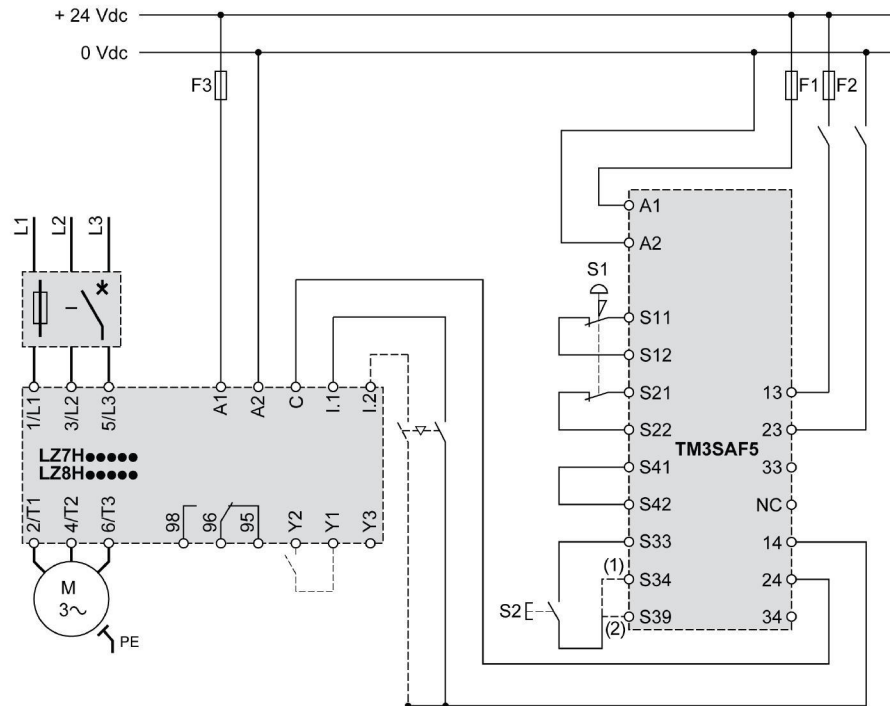 + 24 Vdc
0 Vdc
F3
F1
F2
L1
L2
L3
A1
A2
S1
S11
S12
S21
S22
S41
S42
S33
S34
S39
13
23
33
NC
14
24
34
TM3SAF5
(1)
(2)
S2
1/L1
3/L2
5/L3
A1
A2
C
I.1
I.2
LZ7H●●●●●
LZ8H●●●●●
2/T1
4/T2
6/T3
98
96
95
Y2
Y1
Y3
M
3~
PE